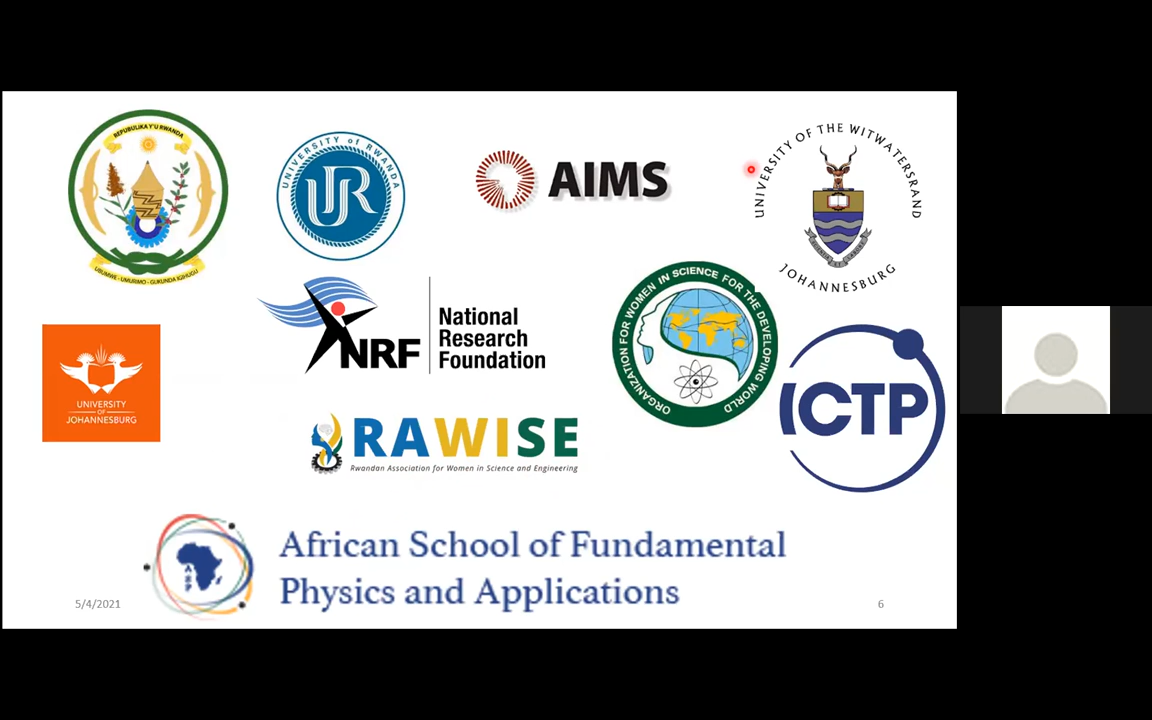 REPUBULIKA Y'U RWANDA
UBUMWE - UMURIMO - GUKUNDA IGIHUGU
UNIVERSITY of RWANDA
UR
AIMS
UNIVERSITY OF THE WITWATERSRAND
JOHANNESBURG
UNIVERSITY
OF
JOHANNESBURG
NRF
National
Research
Foundation
ORGANIZATION FOR WOMEN IN SCIENCE FOR THE DEVELOPING WORLD
ICTP
RAWISE
Rwandan Association for Women in Science and Engineering
ASP
African School of Fundamental
Physics and Applications
5/4/2021
6